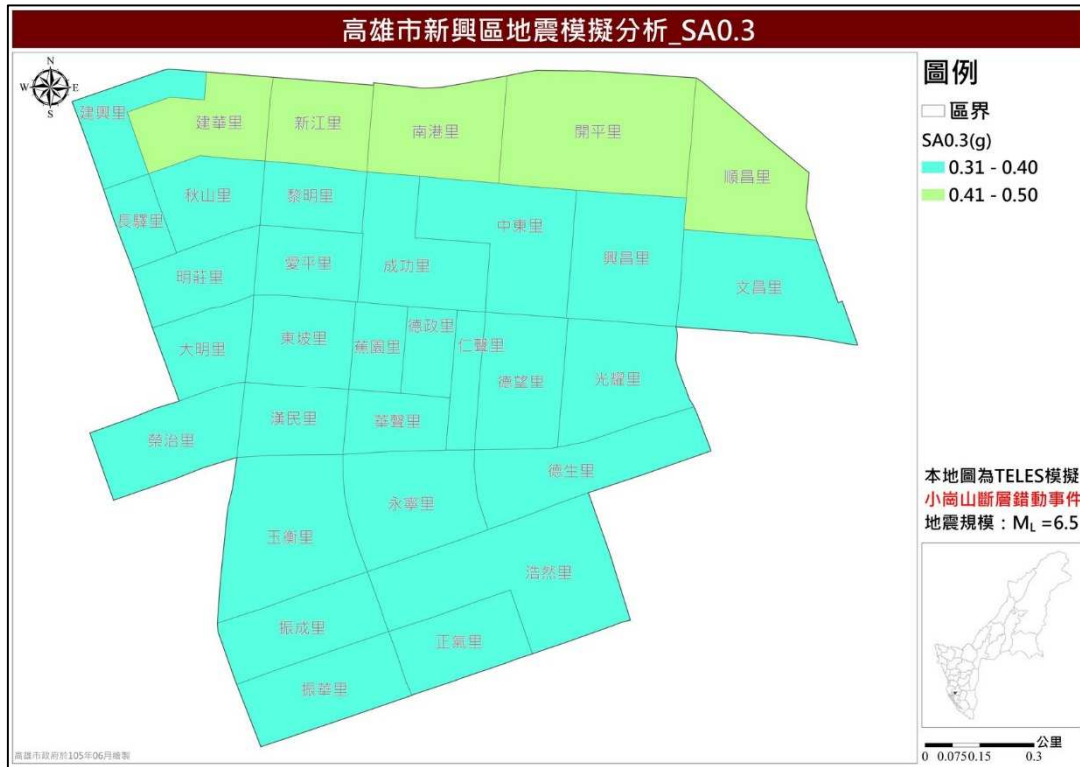 高雄市新興區地震模擬分析_SA0.3
N
W
E
S
圖例
區界
SA0.3(g)
0.31 - 0.40
0.41 - 0.50
建興里
建華里
新江里
南港里
開平里
順昌里
長驛里
秋山里
黎明里
中東里
明莊里
愛平里
成功里
興昌里
文昌里
大明里
東坡里
蕉園里
德政里
仁聲里
德望里
光耀里
榮治里
漢民里
華聲里
德生里
玉衡里
永寧里
浩然里
振成里
正氣里
振華里
本地圖為TELES模擬
小崗山斷層錯動事件
地震規模：ML =6.5
公里
0 0.075 0.15 0.3
高雄市政府於105年06月繪製